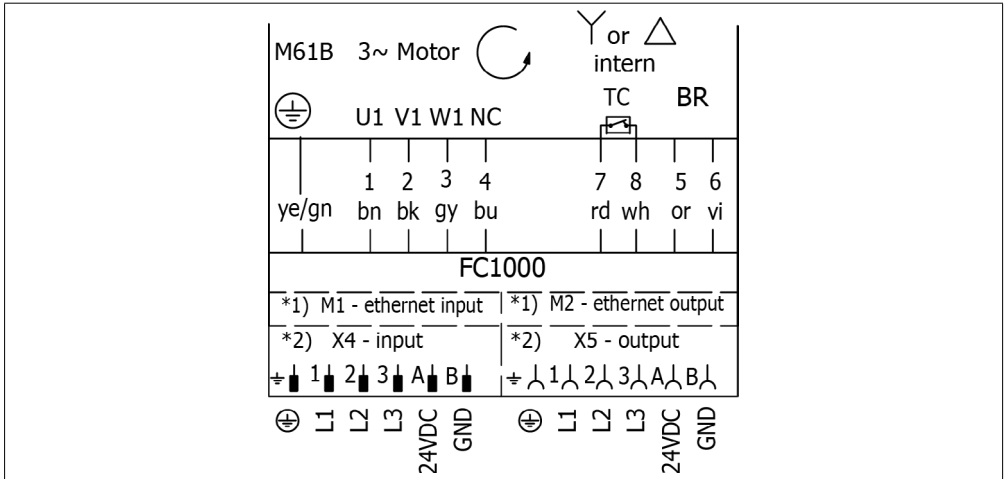 M61B 3~ Motor or
intern
TC BR
U1 V1 W1 NC
1 2 3 4 7 8 5 6
ye/gn bn bk gy bu rd wh or vi
FC1000
*1) M1 - ethernet input *1) M2 - ethernet output
*2) X4 - input *2) X5 - output
1 2 3 A B 1 2 3 A B
L1 L2 L3 24VDC GND L1 L2 L3 24VDC GND